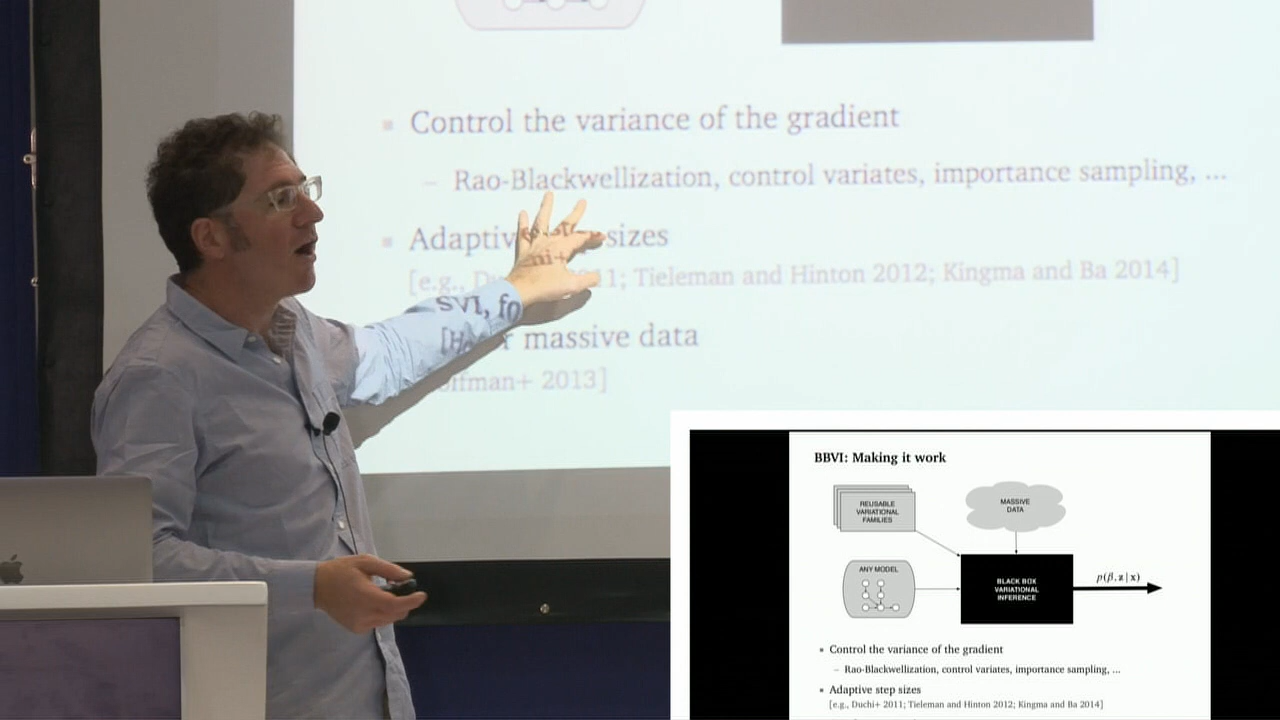 Control the variance of the gradient
– Rao-Blackwellization, control variates, importance sampling, ...
Adaptiv sizes
[e.g., Du 1; Tieleman and Hinton 2012; Kingma and Ba 2014]
SVI, fo r massive data
[H offman+ 2013]
BBVI: Making it work
REUSABLE
VARIATIONAL
FAMILIES
MASSIVE
DATA
ANY MODEL
BLACK BOX
VARIATIONAL
INFERENCE
p(β, z | x)
Control the variance of the gradient
– Rao-Blackwellization, control variates, importance sampling, ...
Adaptive step sizes
[e.g., Duchi+ 2011; Tieleman and Hinton 2012; Kingma and Ba 2014]